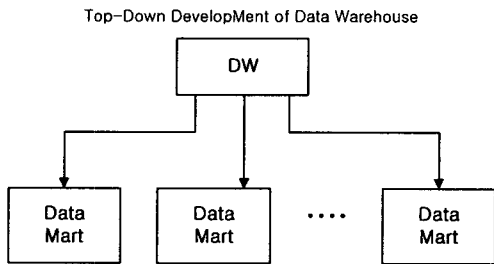 Top-Down DevelopMent of Data Warehouse
DW
Data
Mart
Data
Mart
....
Data
Mart